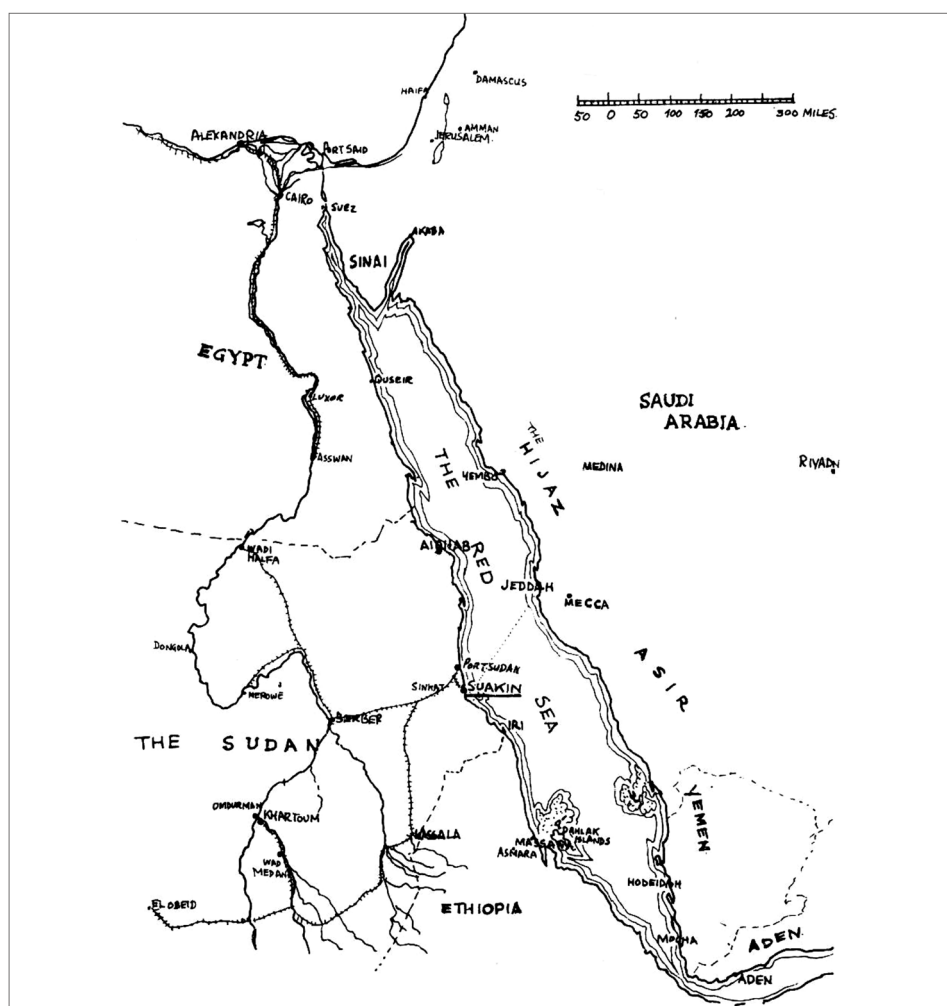 DAMASCUS
HAIFA
50 0 50 100 150 200 300 MILES.
ALEXANDRIA
PORT SAID
AMMAN
JERUSALEM
CAIRO
SUEZ
AKABA
SINAI
EGYPT
QUSEIR
LUXOR
SAUDI
ARABIA
THE
HIJAZ
ASSWAN
THE RED SEA
YEMBO
MEDINA
RIYADH
WADI
HALFA
AIDHAB
JEDDAH
MECCA
ASIR
DONGOLA
MEROWE
SINKAT
PORT SUDAN
SUAKIN
BERBER
IRI
THE SUDAN
YEMEN
OMDURMAN
KHARTOUM
KASSALA
DAHLAK
ISLANDS
MASSAWA
ASMARA
WAD
MEDANI
HODEIDAH
EL OBEID
ETHIOPIA
MOCHA
ADEN
ADEN